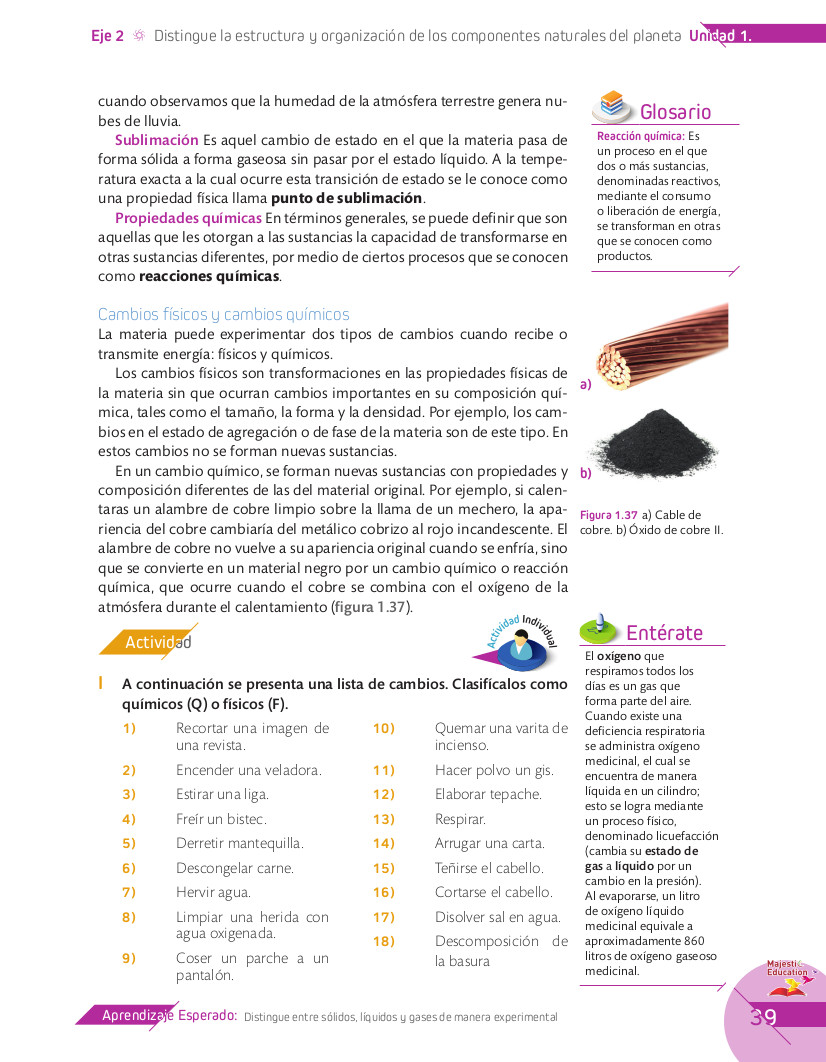 Eje 2 Distingue la estructura y organización de los componentes naturales del planeta Unidad 1.
cuando observamos que la humedad de la atmósfera terrestre genera nu-
bes de lluvia.
Sublimación Es aquel cambio de estado en el que la materia pasa de
forma sólida a forma gaseosa sin pasar por el estado líquido. A la tempe-
ratura exacta a la cual ocurre esta transición de estado se le conoce como
una propiedad física llama punto de sublimación.
Propiedades químicas En términos generales, se puede definir que son
aquellas que les otorgan a las sustancias la capacidad de transformarse en
otras sustancias diferentes, por medio de ciertos procesos que se conocen
como reacciones químicas.
Cambios físicos y cambios químicos
La materia puede experimentar dos tipos de cambios cuando recibe o
transmite energía: físicos y químicos.
Los cambios físicos son transformaciones en las propiedades físicas de
la materia sin que ocurran cambios importantes en su composición quí-
mica, tales como el tamaño, la forma y la densidad. Por ejemplo, los cam-
bios en el estado de agregación o de fase de la materia son de este tipo. En
estos cambios no se forman nuevas sustancias.
En un cambio químico, se forman nuevas sustancias con propiedades y
composición diferentes de las del material original. Por ejemplo, si calen-
taras un alambre de cobre limpio sobre la llama de un mechero, la apa-
riencia del cobre cambiaría del metálico cobrizo al rojo incandescente. El
alambre de cobre no vuelve a su apariencia original cuando se enfría, sino
que se convierte en un material negro por un cambio químico o reacción
química, que ocurre cuando el cobre se combina con el oxígeno de la
atmósfera durante el calentamiento (figura 1.37).
Actividad
Actividad Individual
I A continuación se presenta una lista de cambios. Clasifícalos como
químicos (Q) o físicos (F).
1) Recortar una imagen de
una revista.
2) Encender una veladora.
3) Estirar una liga.
4) Freír un bistec.
5) Derretir mantequilla.
6) Descongelar carne.
7) Hervir agua.
8) Limpiar una herida con
agua oxigenada.
9) Coser un parche a un
pantalón.
10) Quemar una varita de
incienso.
11) Hacer polvo un gis.
12) Elaborar tepache.
13) Respirar.
14) Arrugar una carta.
15) Teñirse el cabello.
16) Cortarse el cabello.
17) Disolver sal en agua.
18) Descomposición de
la basura
Glosario
Reacción química: Es
un proceso en el que
dos o más sustancias,
denominadas reactivos,
mediante el consumo
o liberación de energía,
se transforman en otras
que se conocen como
productos.
a)
b)
Figura 1.37 a) Cable de
cobre. b) Óxido de cobre II.
Entérate
El oxígeno que
respiramos todos los
días es un gas que
forma parte del aire.
Cuando existe una
deficiencia respiratoria
se administra oxígeno
medicinal, el cual se
encuentra de manera
líquida en un cilindro;
esto se logra mediante
un proceso físico,
denominado licuefacción
(cambia su estado de
gas a líquido por un
cambio en la presión).
Al evaporarse, un litro
de oxígeno líquido
medicinal equivale a
aproximadamente 860
litros de oxígeno gaseoso
medicinal.
Majestic
Education
Aprendizaje Esperado: Distingue entre sólidos, líquidos y gases de manera experimental
39